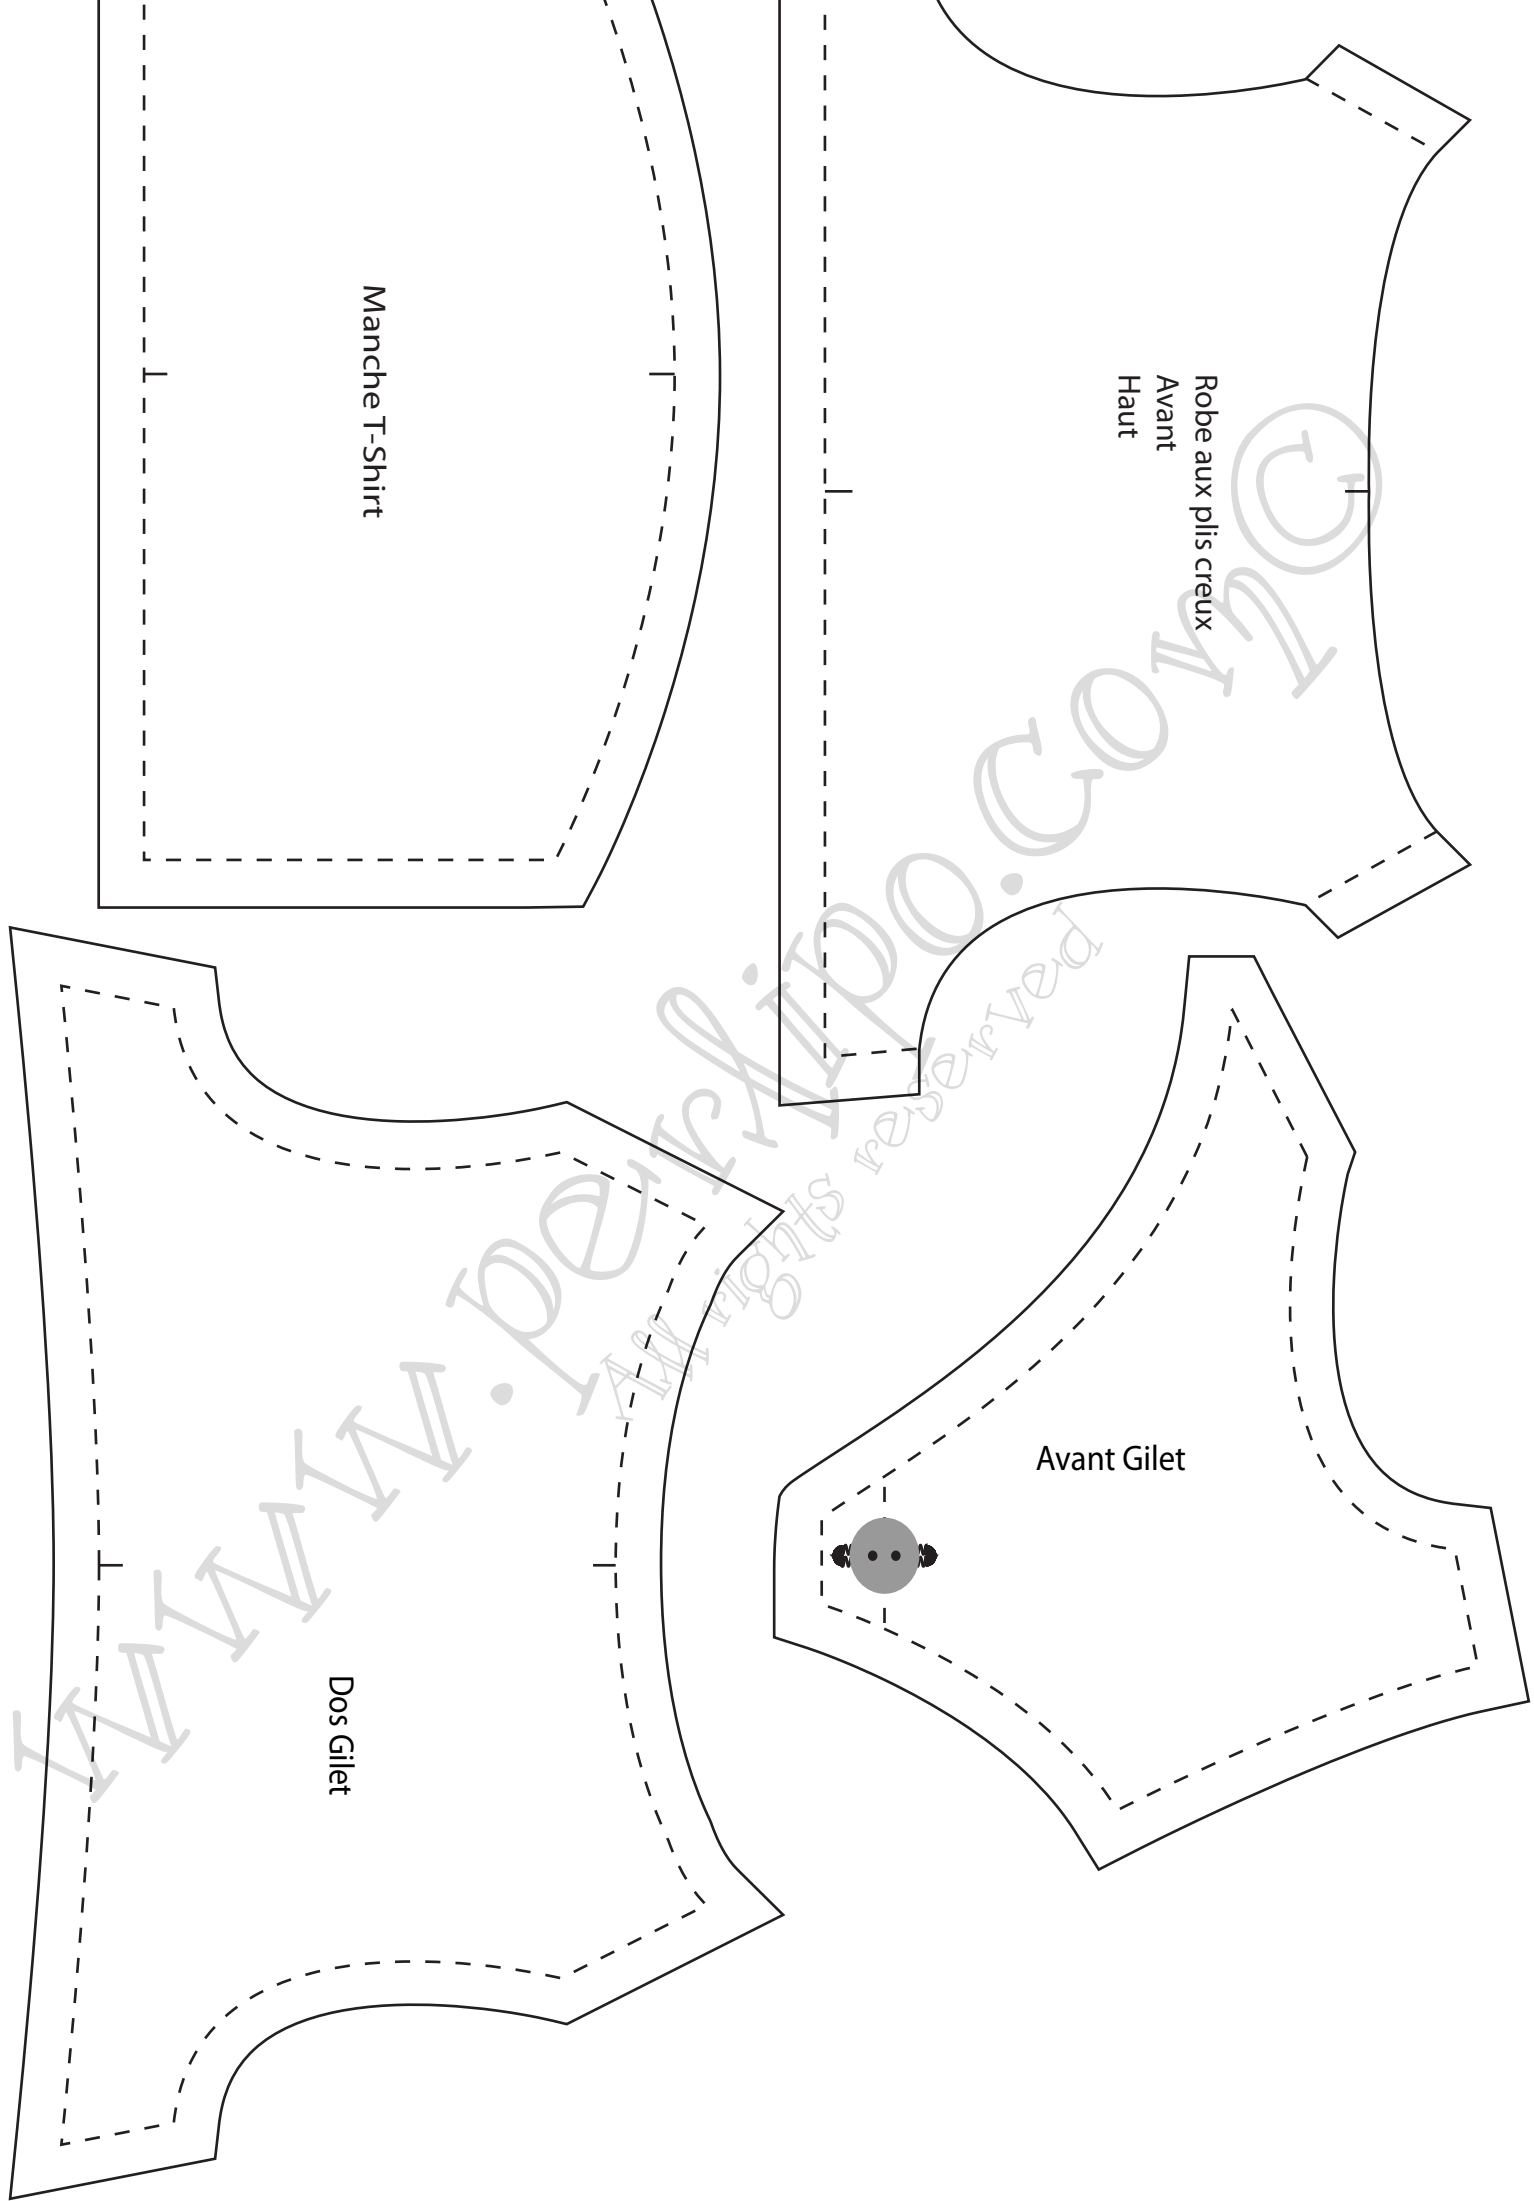 Manche T-Shirt
Robe aux plis creux
Avant
Haut
Avant Gilet
Dos Gilet
www.perlipo.com©
All rights reserved